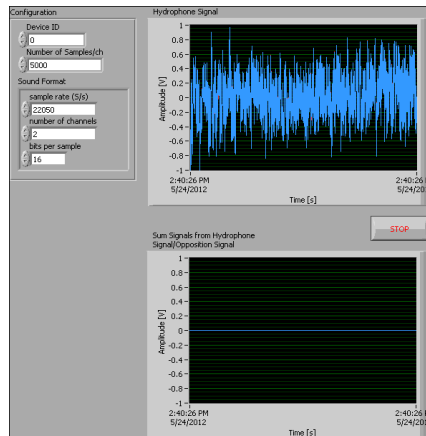 Configuration
Device ID
0
Number of Samples/ch
5000
Sound Format
sample rate (S/s)
22050
number of channels
2
bits per sample
16
Hydrophone Signal
1
0.8
0.6
0.4
0.2
0
-0.2
-0.4
-0.6
-0.8
-1
Amplitude [V]
2:40:26 PM
5/24/2012
2:40:26
5/24/20
Time [s]
STOP
Sum Signals from Hydrophone
Signal/Opposition Signal
1
0.8
0.6
0.4
0.2
0
-0.2
-0.4
-0.6
-0.8
-1
Amplitude [V]
2:40:26 PM
5/24/2012
2:40:26
5/24/20
Time [s]